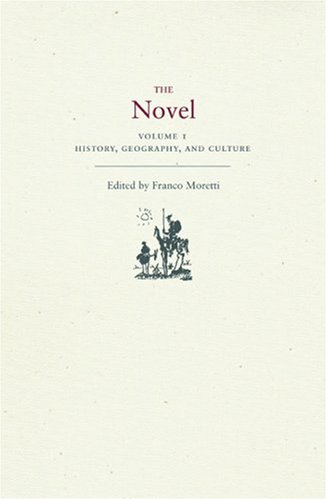 THE
Novel
VOLUME 1
HISTORY, GEOGRAPHY, AND CULTURE
Edited by Franco Moretti